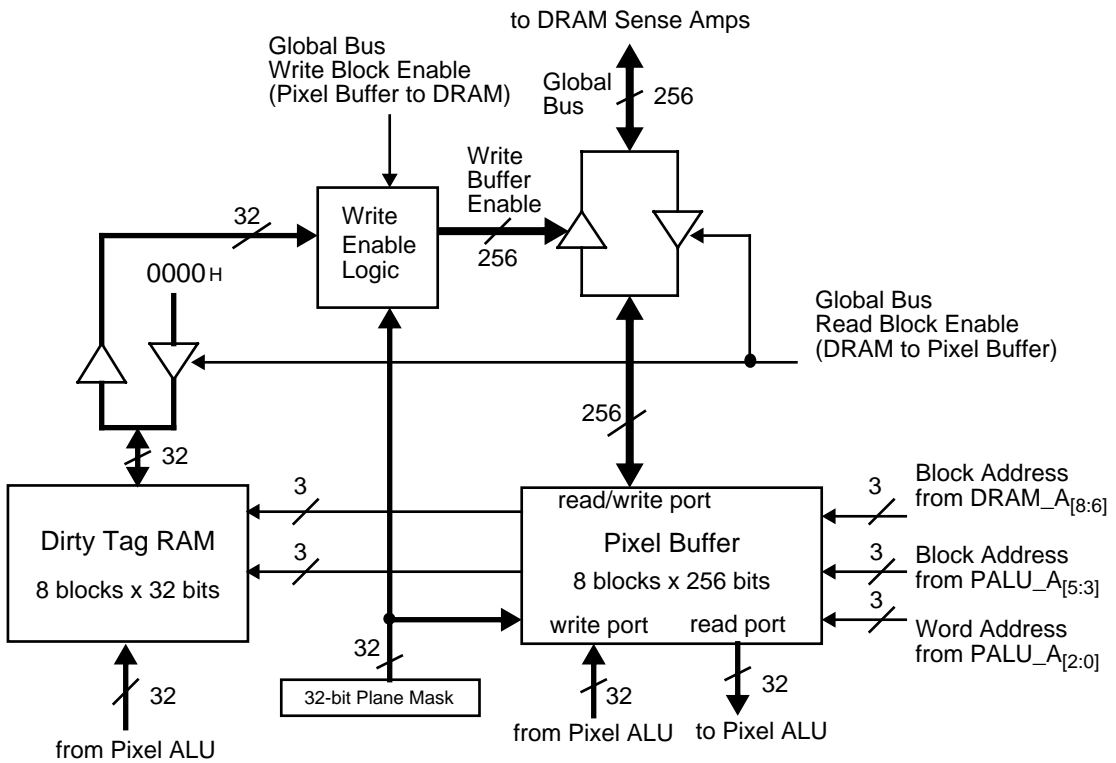 to DRAM Sense Amps
Global Bus
Write Block Enable
(Pixel Buffer to DRAM)
Global
Bus
256
Write
Buffer
Enable
256
32
Write
Enable
Logic
0000H
Global Bus
Read Block Enable
(DRAM to Pixel Buffer)
256
32
Dirty Tag RAM
8 blocks x 32 bits
3
3
read/write port
Pixel Buffer
8 blocks x 256 bits
write port
read port
3
Block Address
from DRAM_A[8:6]
3
Block Address
from PALU_A[5:3]
3
Word Address
from PALU_A[2:0]
32
32-bit Plane Mask
32
from Pixel ALU
32
from Pixel ALU
32
to Pixel ALU